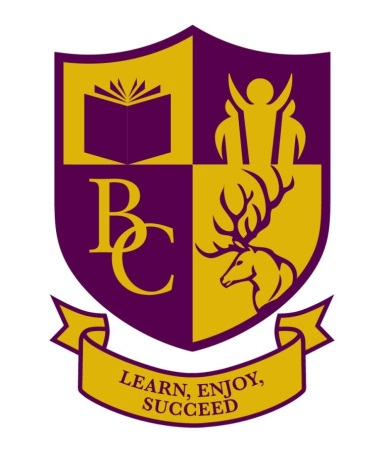 BC
LEARN, ENJOY,
SUCCEED